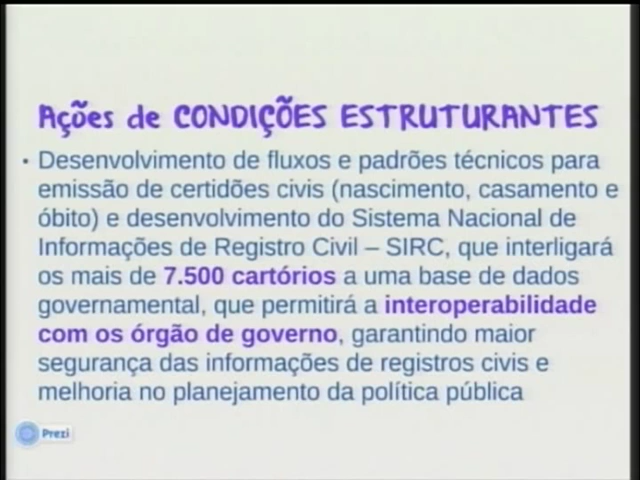 Ações de CONDIÇÕES ESTRUTURANTES
• Desenvolvimento de fluxos e padrões técnicos para
emissão de certidões civis (nascimento, casamento e
óbito) e desenvolvimento do Sistema Nacional de
Informações de Registro Civil – SIRC, que interligará
os mais de 7.500 cartórios a uma base de dados
governamental, que permitirá a interoperabilidade
com os órgão de governo, garantindo maior
segurança das informações de registros civis e
melhoria no planejamento da política pública
Prezi